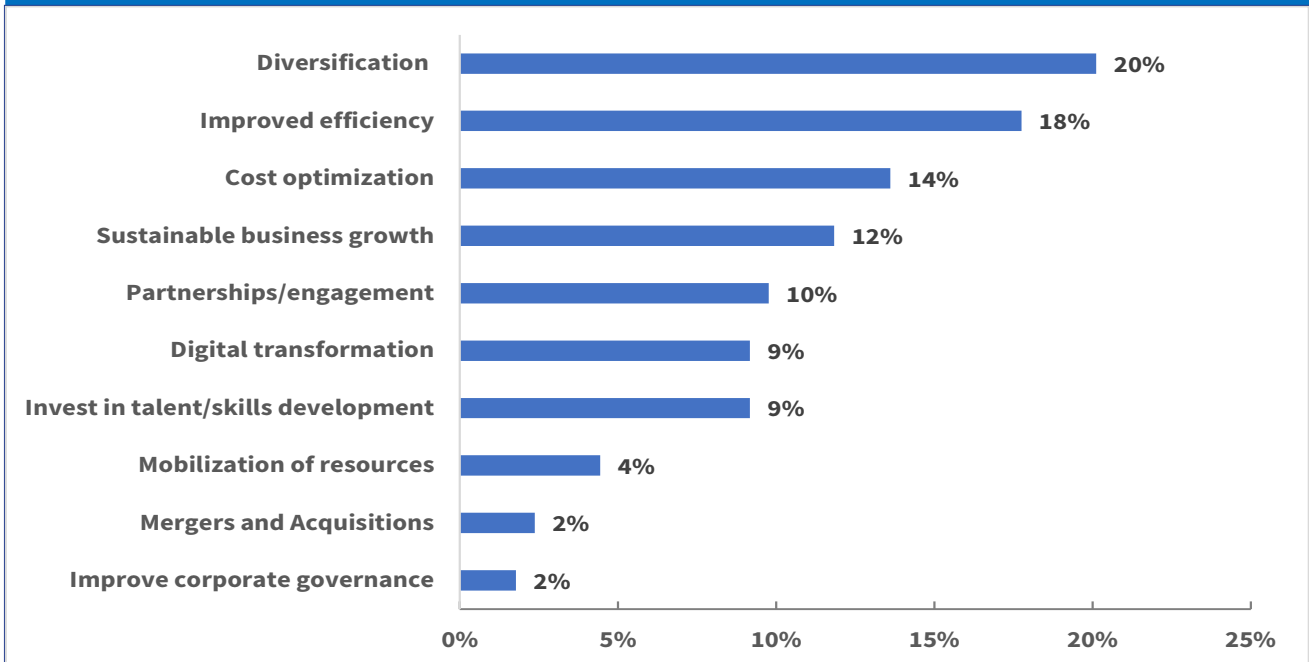 Diversification 20%
Improved efficiency 18%
Cost optimization 14%
Sustainable business growth 12%
Partnerships/engagement 10%
Digital transformation 9%
Invest in talent/skills development 9%
Mobilization of resources 4%
Mergers and Acquisitions 2%
Improve corporate governance 2%
0% 5% 10% 15% 20% 25%